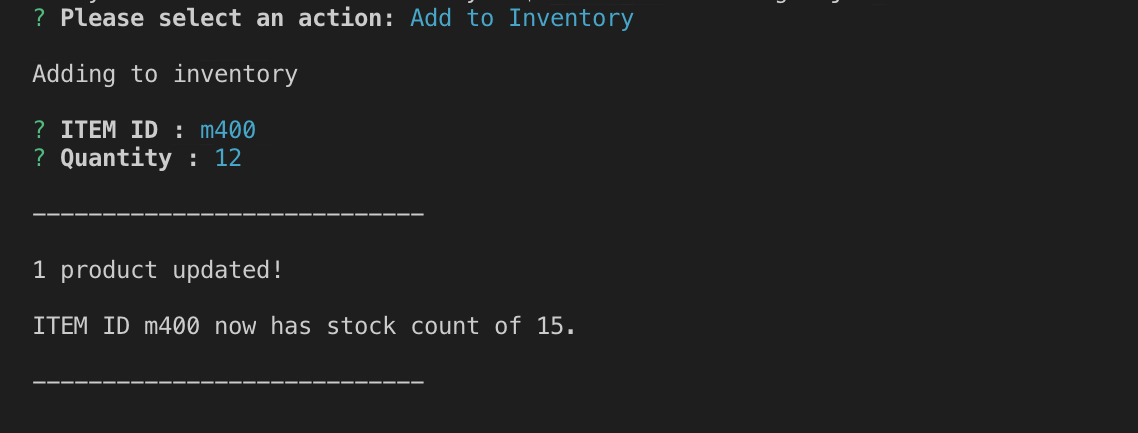 ? Please select an action: Add to Inventory
Adding to inventory
? ITEM ID : m400
? Quantity : 12
----------------------------
1 product updated!
ITEM ID m400 now has stock count of 15.
----------------------------